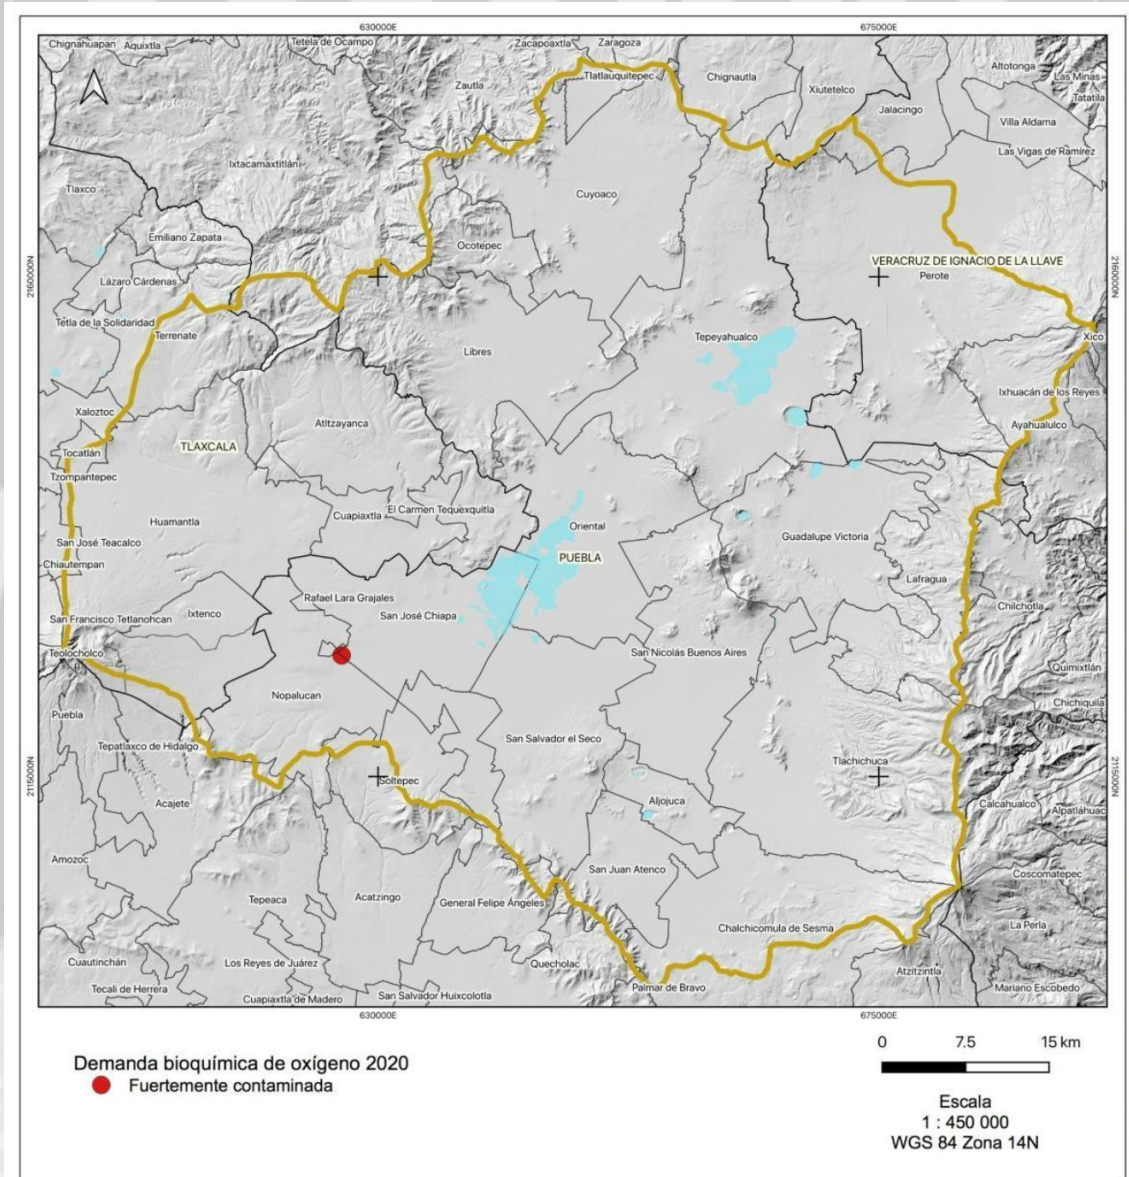 630000E
675000E
Chignahuapan
Aquixtla
Tetela de Ocampo
Zacapoaxtla
Zaragoza
Tlatlauquitepec
Chignautla
Zautla
Xiutetelco
Altotonga
Las Minas
Tatatila
Jalacingo
Villa Aldama
Las Vigas de Ramírez
Ixtacamaxtitlán
Tlaxco
Cuyoaco
Emiliano Zapata
Ocotepec
VERACRUZ DE IGNACIO DE LA LLAVE
Perote
2160000N
2160000N
Lázaro Cárdenas
Tetla de la Solidaridad
Terrenate
Tepeyahualco
Xico
Libres
Ixhuacán de los Reyes
Xaloztoc
Atltzayanca
Ayahualulco
TLAXCALA
Tocatlán
Tzompantepec
Huamantla
Cuapiaxtla
El Carmen Tequexquitla
Oriental
Guadalupe Victoria
San José Teacalco
PUEBLA
Chiautempan
Lafragua
Rafael Lara Grajales
San José Chiapa
Chilchotla
Ixtenco
San Francisco Tetlanohcan
Teolocholco
San Nicolás Buenos Aires
Quimixtlán
Nopalucan
Chichiquila
Puebla
Tepatlaxco de Hidalgo
San Salvador el Seco
Tlachichuca
2115000N
2115000N
Soltepec
Acajete
Aljojuca
Calcahualco
Alpatláhuac
Amozoc
San Juan Atenco
Coscomatepec
Tepeaca
Acatzingo
General Felipe Ángeles
Chalchicomula de Sesma
La Perla
Cuautinchán
Los Reyes de Juárez
Quecholac
Atzitzintla
Tecali de Herrera
Cuapiaxtla de Madero
San Salvador Huixcolotla
Palmar de Bravo
Mariano Escobedo
630000E
675000E
Demanda bioquímica de oxígeno 2020
Fuertemente contaminada
0 7.5 15 km
Escala
1 : 450 000
WGS 84 Zona 14N